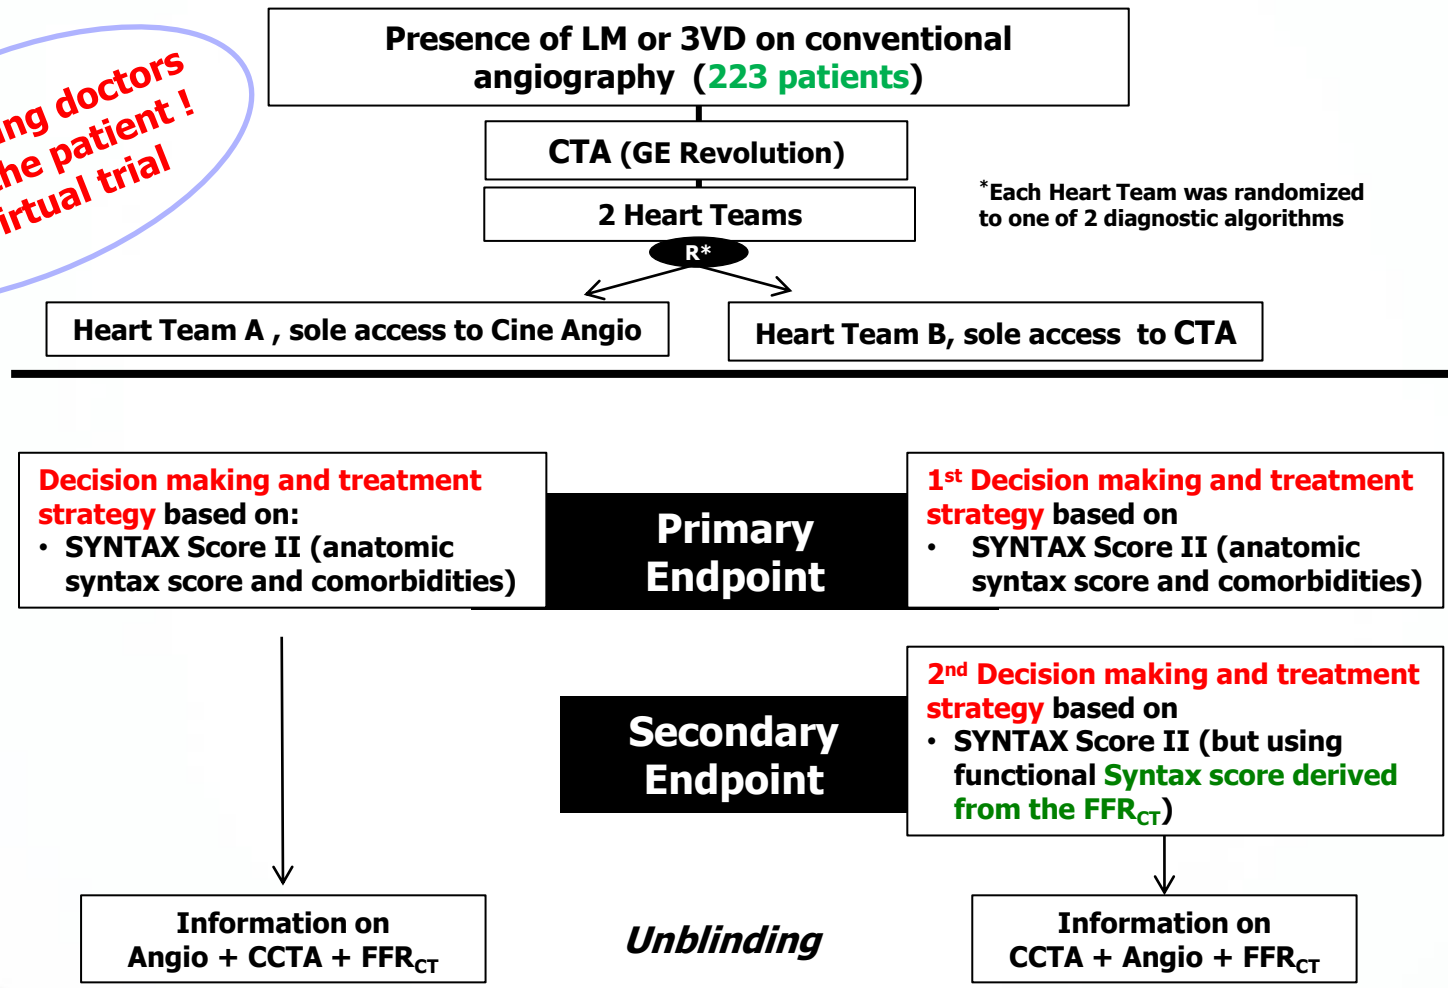 Presence of LM or 3VD on conventional
angiography (223 patients)
doctors
the patient !
trial
CTA (GE Revolution)
2 Heart Teams
*Each Heart Team was randomized
to one of 2 diagnostic algorithms
R*
Heart Team A , sole access to Cine Angio
Heart Team B, sole access to CTA
Decision making and treatment
strategy based on:
• SYNTAX Score II (anatomic
syntax score and comorbidities)
Primary
Endpoint
1st Decision making and treatment
strategy based on
• SYNTAX Score II (anatomic
syntax score and comorbidities)
Secondary
Endpoint
2nd Decision making and treatment
strategy based on
• SYNTAX Score II (but using
functional Syntax score derived
from the FFRCT)
Information on
Angio + CCTA + FFRCT
Unblinding
Information on
CCTA + Angio + FFRCT